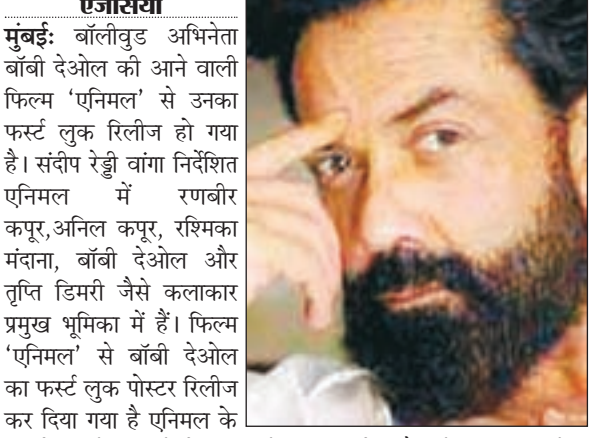 एजेंसियां
मुंबईः बॉलीवुड अभिनेता
बॉबी देओल की आने वाली
फिल्म ‘एनिमल’ से उनका
फर्स्ट लुक रिलीज हो गया
है। संदीप रेड्डी वांगा निर्देशित
एनिमल में रणबीर
कपूर,अनिल कपूर, रश्मिका
मंदाना, बॉबी देओल और
तृप्ति डिमरी जैसे कलाकार
प्रमुख भूमिका में हैं। फिल्म
‘एनिमल’ से बॉबी देओल
का फर्स्ट लुक पोस्टर रिलीज
कर दिया गया है एनिमल के